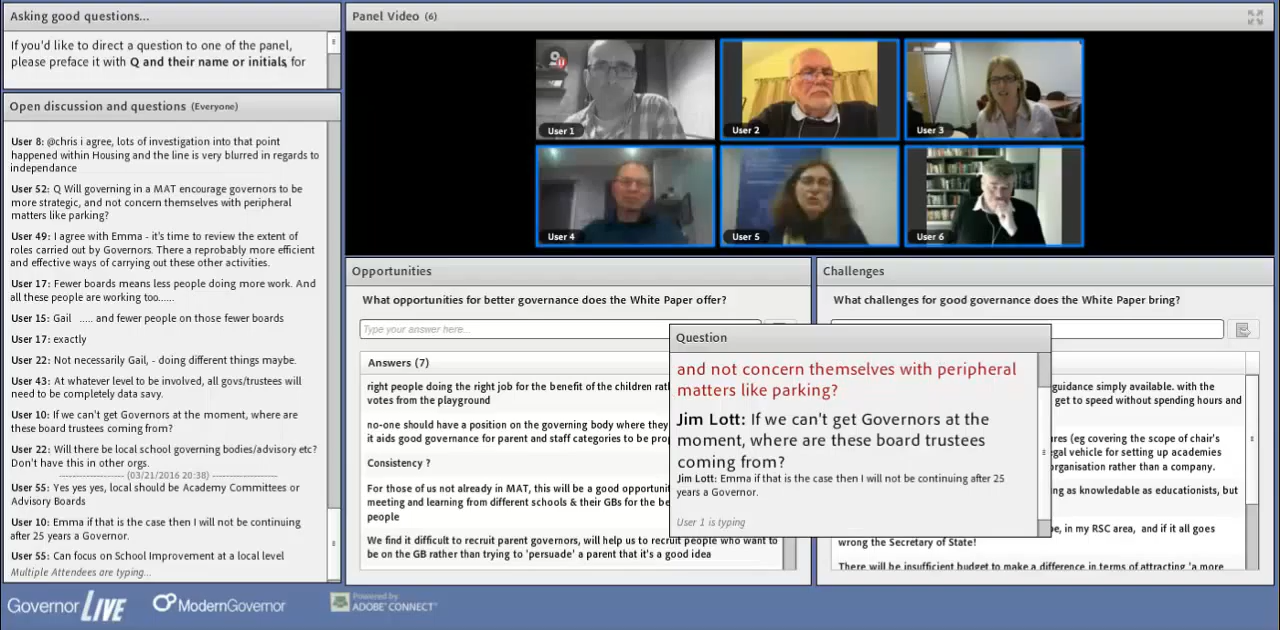 Asking good questions...
If you'd like to direct a question to one of the panel,
please preface it with Q and their name or initials, for
Open discussion and questions (Everyone)
User 8: @chris i agree, lots of investigation into that point
happened within Housing and the line is very blurred in regards to
independance
User 52: Q Will governing in a MAT encourage governors to be
more strategic, and not concern themselves with peripheral
matters like parking?
User 49: I agree with Emma - it's time to review the extent of
roles carried out by Governors. There a reprobably more efficient
and effective ways of carrying out these other activities.
User 17: Fewer boards means less people doing more work. And
all these people are working too......
User 15: Gail ..... and fewer people on those fewer boards
User 17: exactly
User 22: Not necessarily Gail, - doing different things maybe.
User 43: At whatever level to be involved, all govs/trustees will
need to be completely data savy.
User 10: If we can't get Governors at the moment, where are
these board trustees coming from?
User 22: Will there be local school governing bodies/advisory etc?
Don't have this in other orgs.
(03/21/2016 20:38)
User 55: Yes yes yes, local should be Academy Committees or
Advisory Boards
User 10: Emma if that is the case then I will not be continuing
after 25 years a Governor.
User 55: Can focus on School Improvement at a local level
Multiple Attendees are typing...
Panel Video (6)
User 1
User 2
User 3
User 4
User 5
User 6
Opportunities
What opportunities for better governance does the White Paper offer?
Type your answer here...
Answers (7)
right people doing the right job for the benefit of the children
votes from the playground
no-one should have a position on the governing body where they
it aids good governance for parent and staff categories to be
Consistency ?
For those of us not already in MAT, this will be a good
meeting and learning from different schools & their GBs for the
people
We find it difficult to recruit parent governors, will help us to recruit people who want to
be on the GB rather than trying to 'persuade' a parent that it's a good idea
Challenges
What challenges for good governance does the White Paper bring?
guidance simply available. with the
get to speed without spending hours and
(eg covering the scope of chair's
vehicle for setting up academies
organisation rather than a company.
as knowledable as educationists, but
in my RSC area, and if it all goes
wrong the Secretary of State!
There will be insufficient budget to make a difference in terms of attracting 'a more
Question
and not concern themselves with peripheral
matters like parking?
Jim Lott: If we can't get Governors at the
moment, where are these board trustees
coming from?
Jim Lott: Emma if that is the case then I will not be continuing after 25
years a Governor.
User 1 is typing
Governor LIVE
ModernGovernor
Powered by
ADOBE® CONNECT™